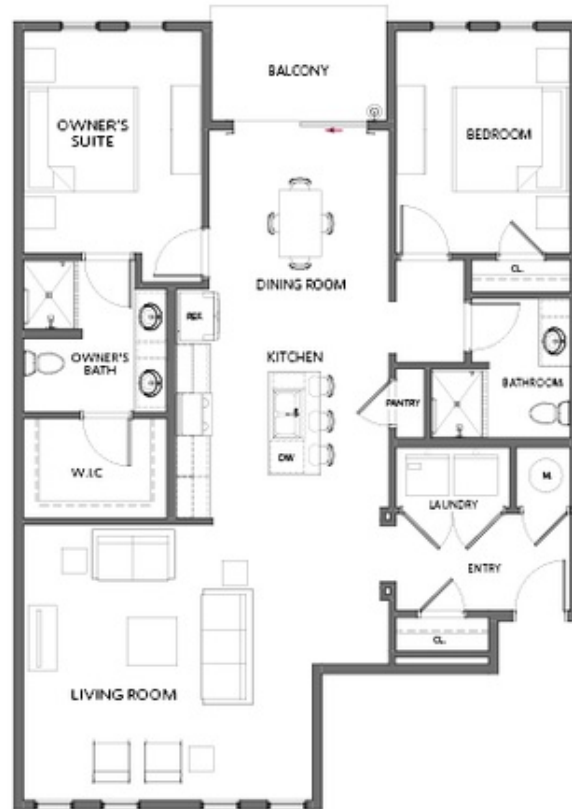 BALCONY
OWNER'S
SUITE
BEDROOM
CL.
DINING ROOM
REF.
OWNER'S
BATH
KITCHEN
BATHROOM
PANTRY
DW
W.I.C
LAUNDRY
M.
ENTRY
CL.
LIVING ROOM